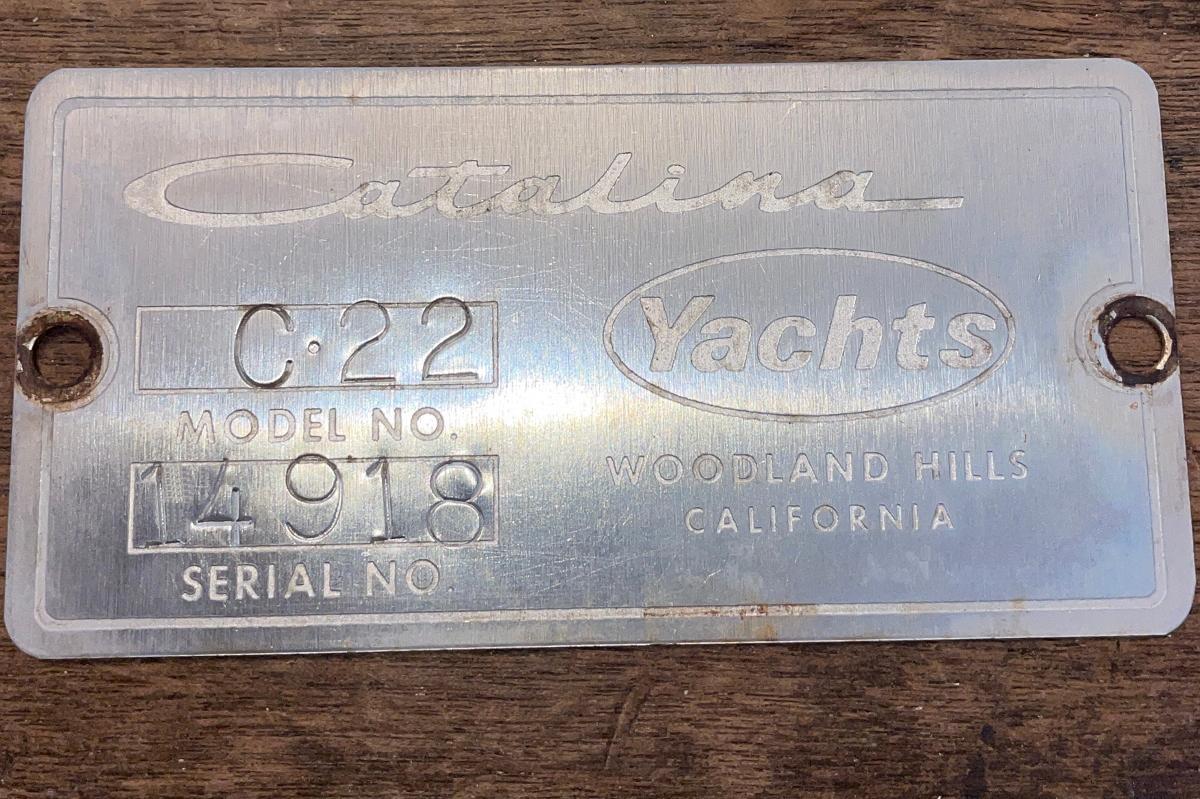 Catalina
Yachts
C·22
MODEL NO.
14918
SERIAL NO.
WOODLAND HILLS
CALIFORNIA